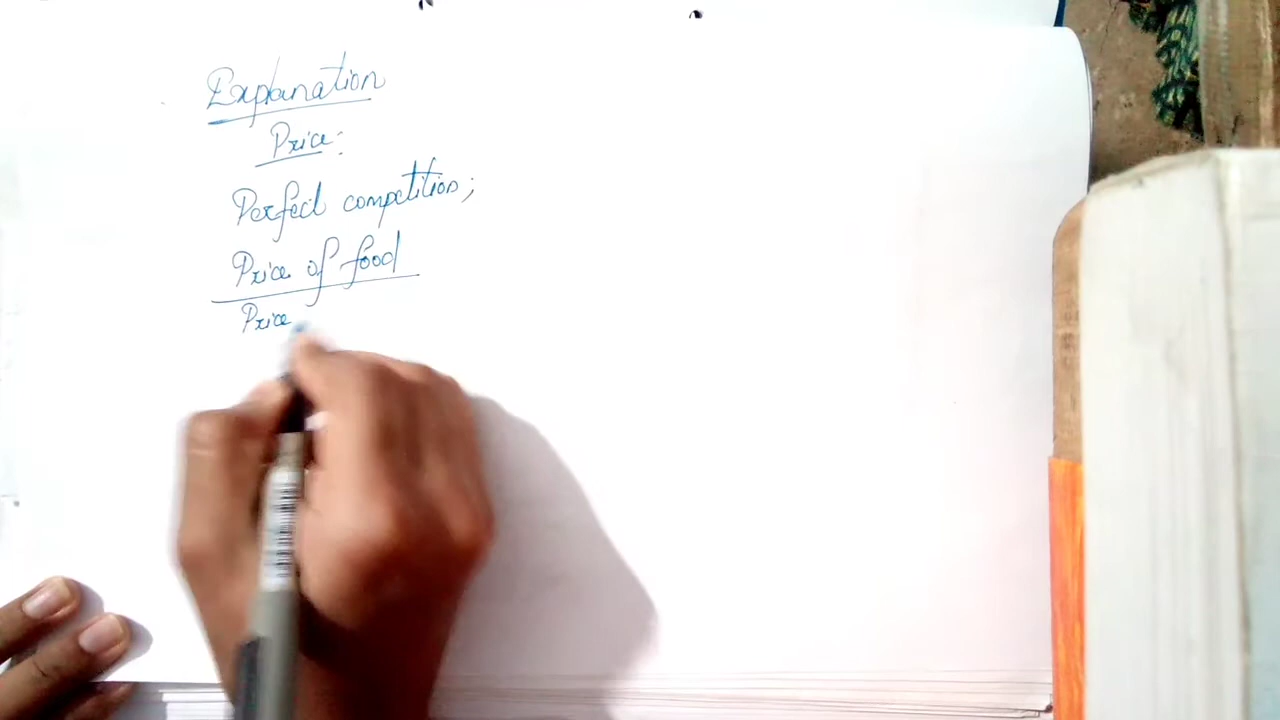 Explanation
Price:
Perfect competition;
Price of food
Price